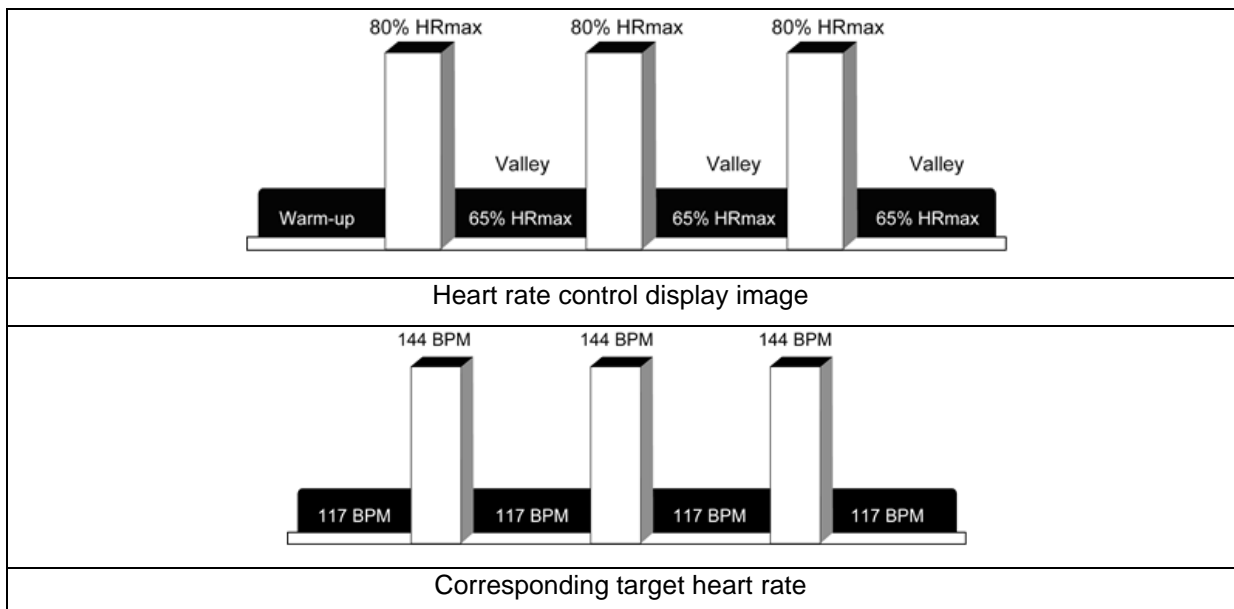 80% HRmax 80% HRmax 80% HRmax
Valley Valley Valley
Warm-up 65% HRmax 65% HRmax 65% HRmax
Heart rate control display image
144 BPM 144 BPM 144 BPM
117 BPM 117 BPM 117 BPM 117 BPM
Corresponding target heart rate